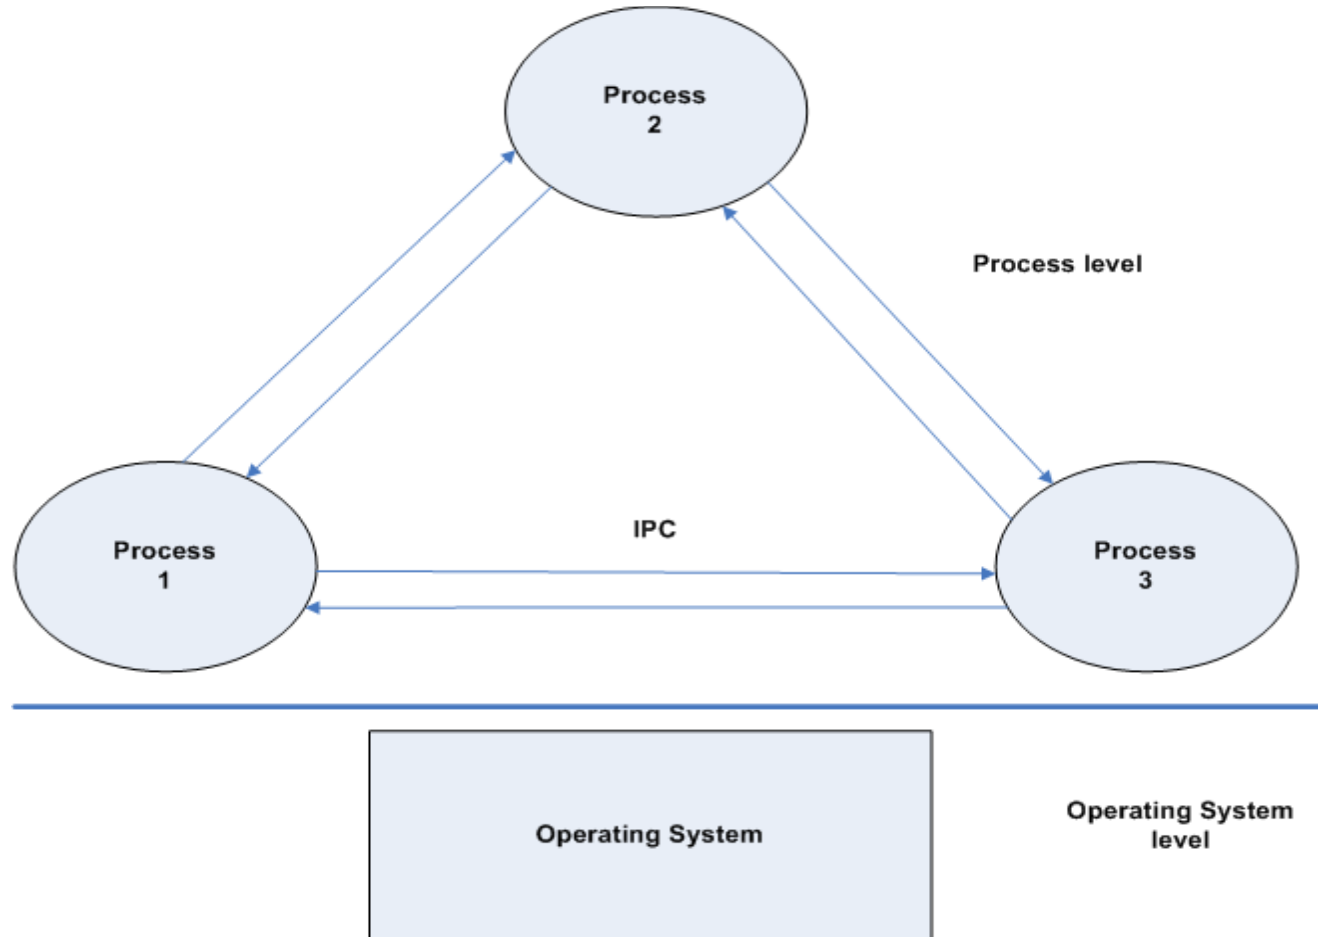 Process
2
Process level
IPC
Process
1
Process
3
Operating System
Operating System
level